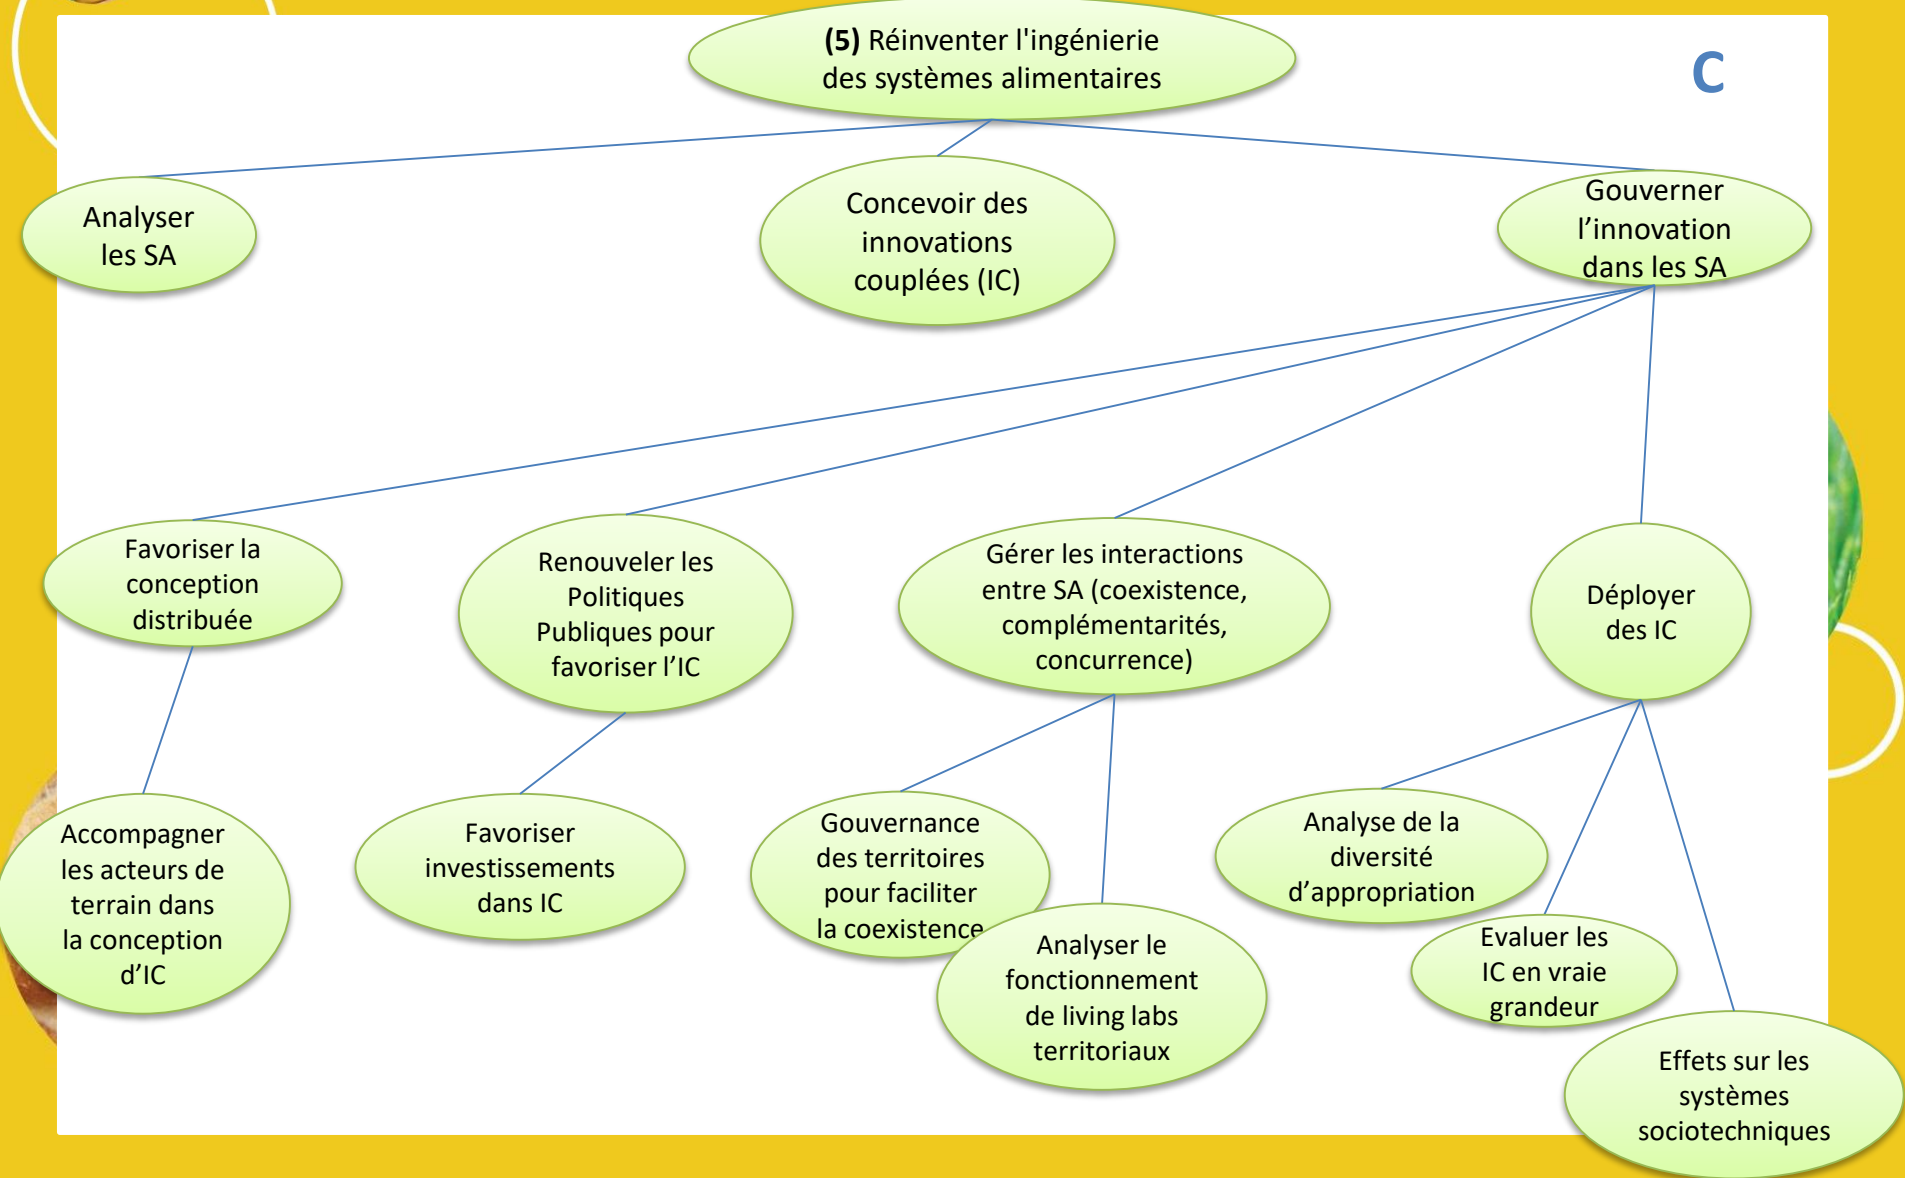 (5) Réinventer l'ingénierie
des systèmes alimentaires
C
Analyser
les SA
Concevoir des
innovations
couplées (IC)
Gouverner
l’innovation
dans les SA
Favoriser la
conception
distribuée
Renouveler les
Politiques
Publiques pour
favoriser l’IC
Gérer les interactions
entre SA (coexistence,
complémentarités,
concurrence)
Déployer
des IC
Accompagner
les acteurs de
terrain dans
la conception
d’IC
Favoriser
investissements
dans IC
Gouvernance
des territoires
pour faciliter
la coexistence
Analyser le
fonctionnement
de living labs
territoriaux
Analyse de la
diversité
d’appropriation
Evaluer les
IC en vraie
grandeur
Effets sur les
systèmes
sociotechniques